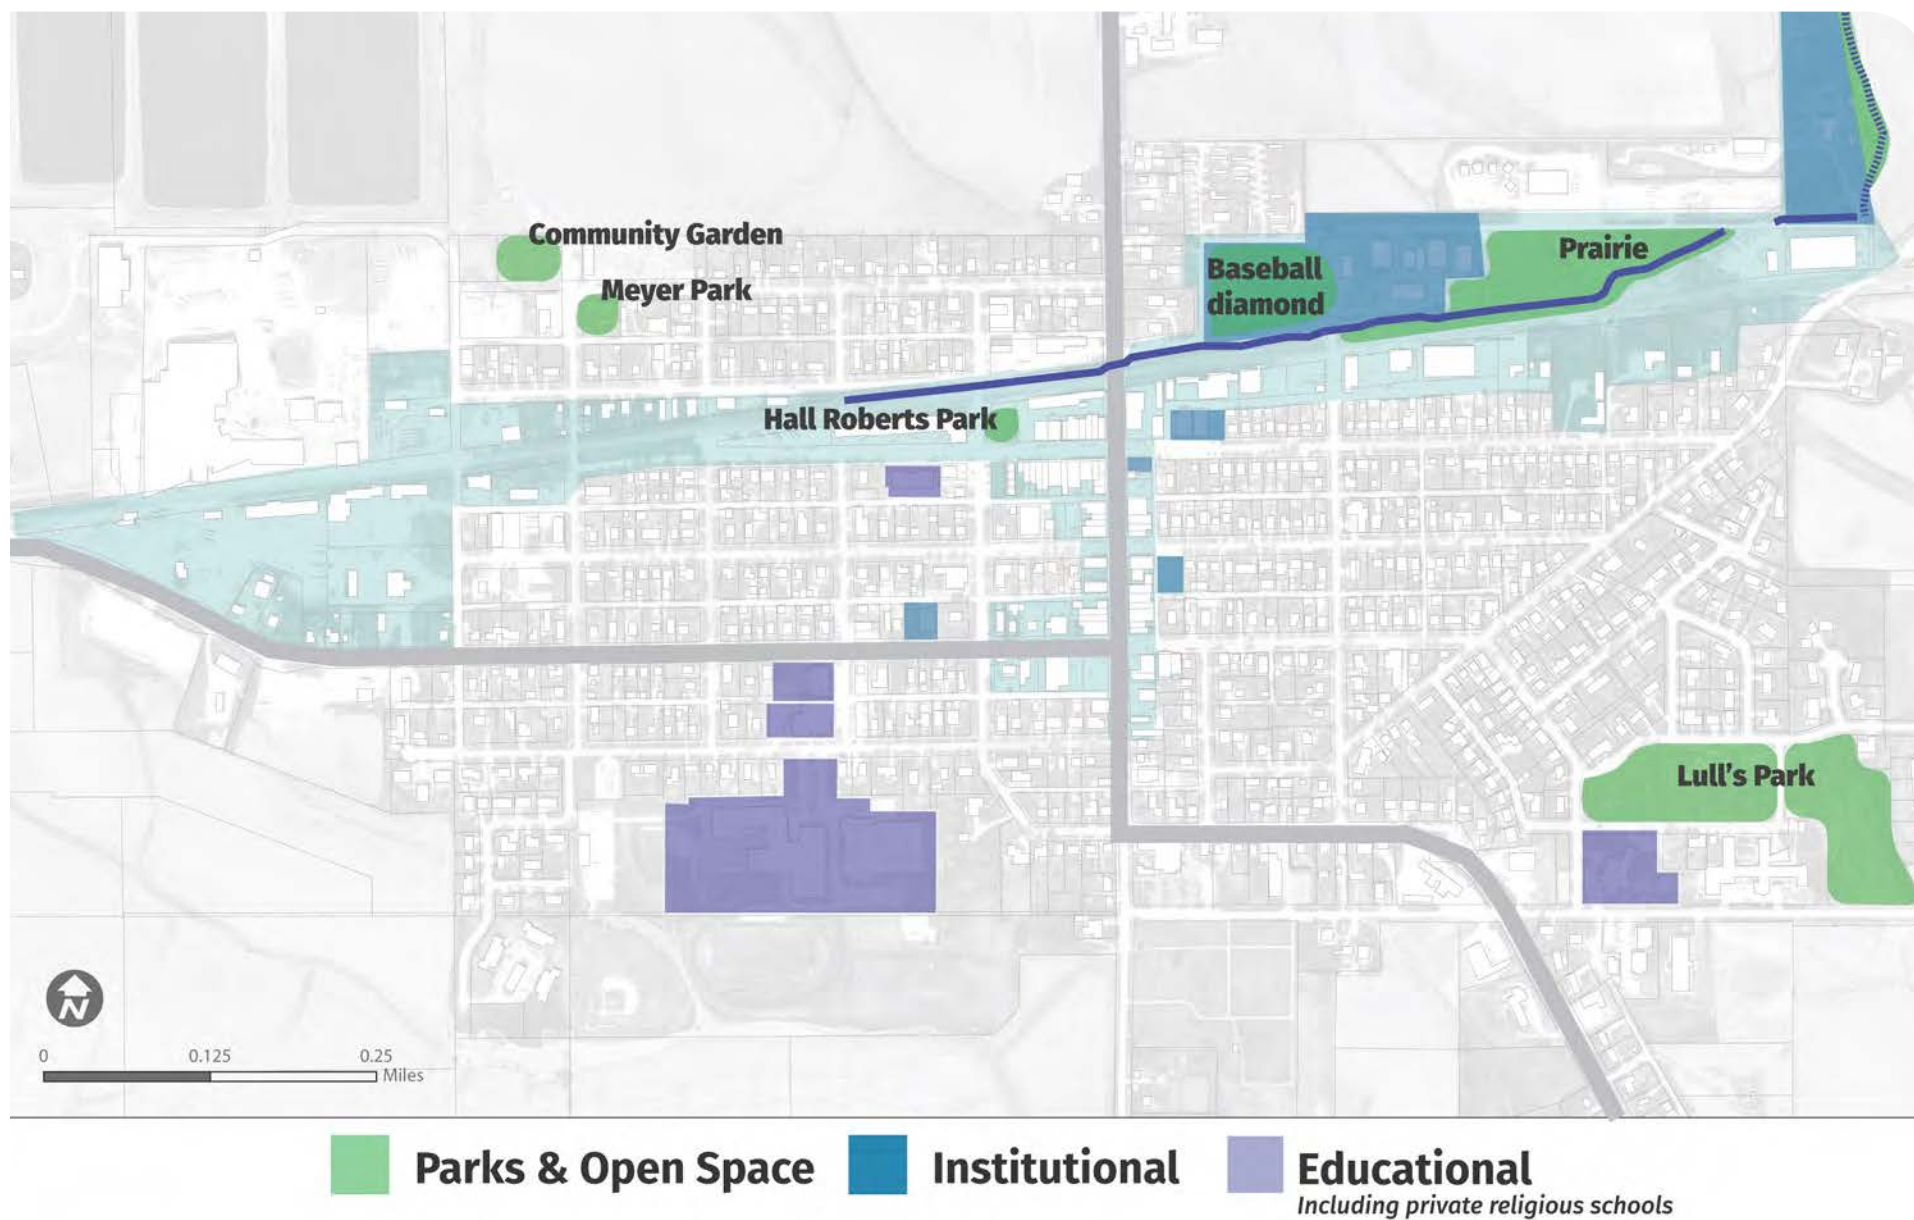 Community Garden
Meyer Park
Baseball
diamond
Prairie
Hall Roberts Park
Lull's Park
N
0 0.125 0.25
Miles
Parks & Open Space
Institutional
Educational
Including private religious schools